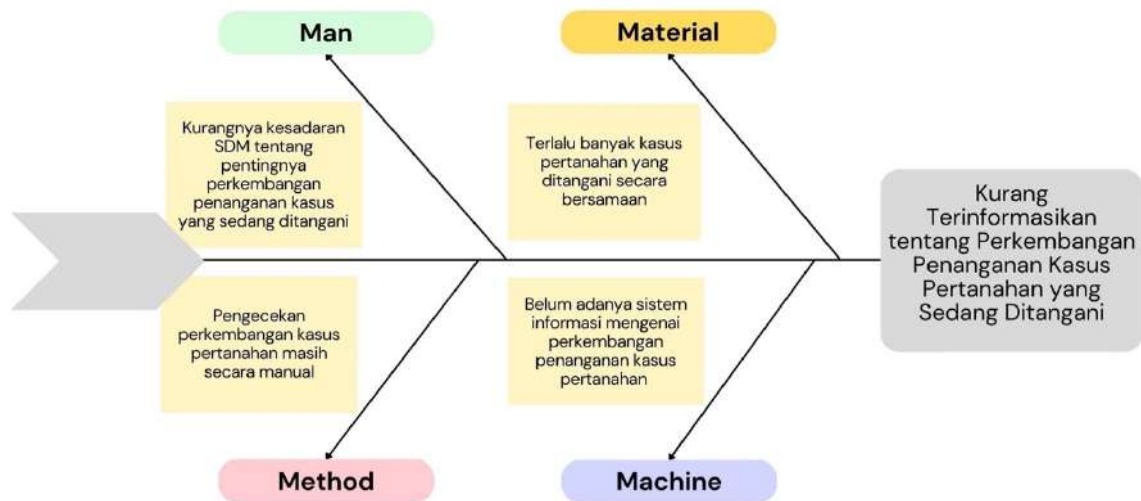 Man
Material
Kurangnya kesadaran
SDM tentang
pentingnya
perkembangan
penanganan kasus
yang sedang ditangani
Terlalu banyak kasus
pertanahan yang
ditangani secara
bersamaan
Kurang
Terinformasikan
tentang Perkembangan
Penanganan Kasus
Pertanahan yang
Sedang Ditangani
Pengecekan
perkembangan kasus
pertanahan masih
secara manual
Belum adanya sistem
informasi mengenai
perkembangan
penanganan kasus
pertanahan
Method
Machine